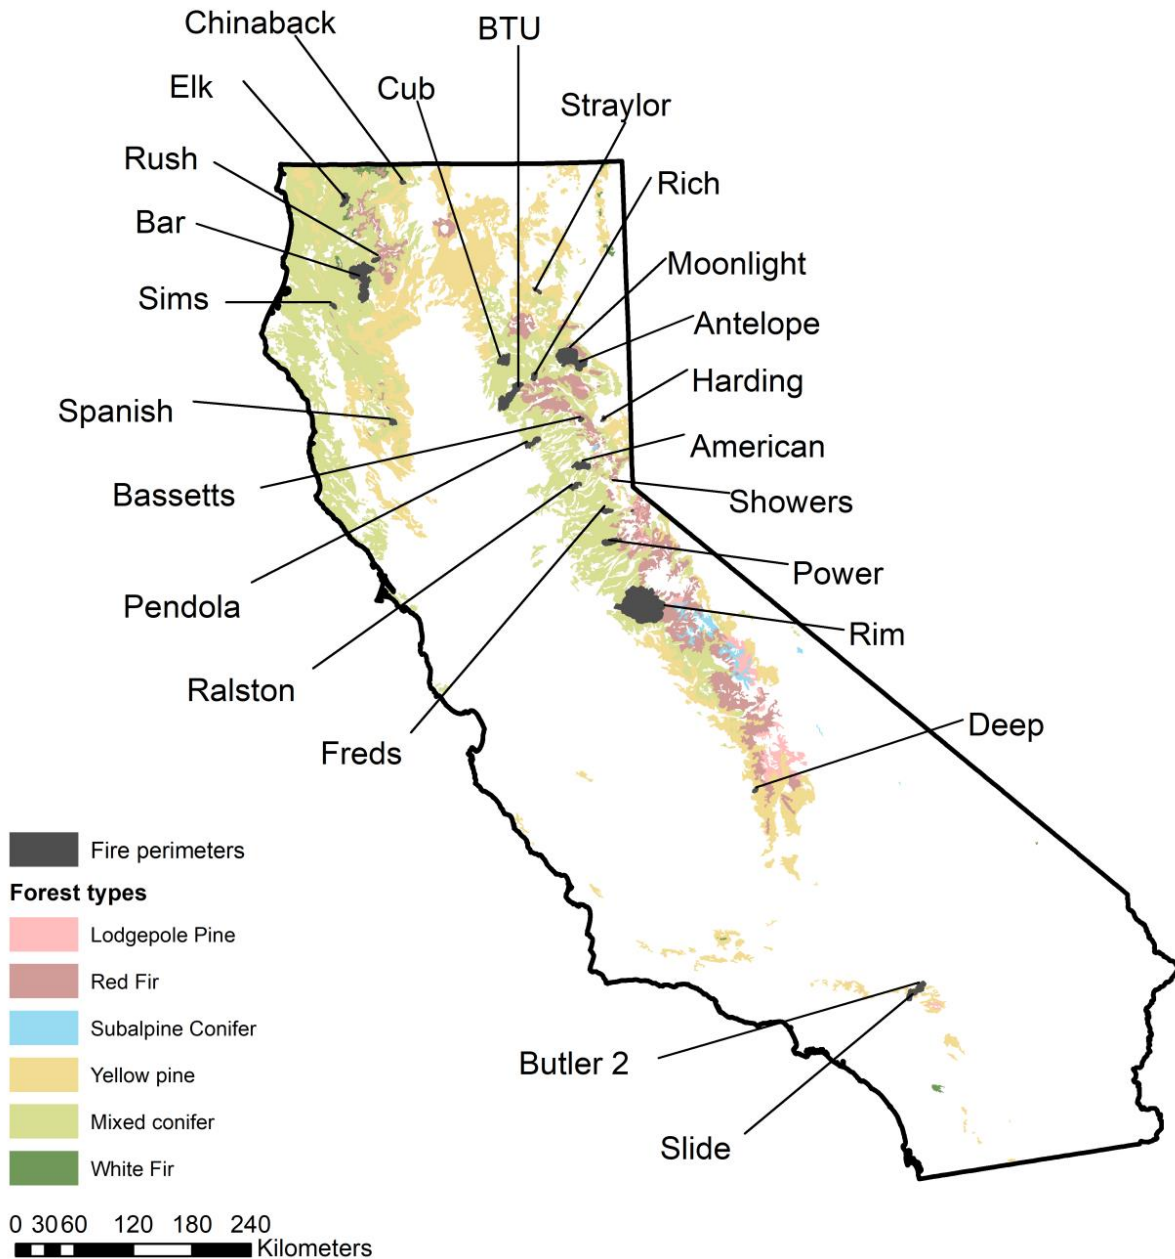 Chinaback
BTU
Elk
Cub
Straylor
Rush
Rich
Bar
Moonlight
Sims
Antelope
Harding
Spanish
American
Bassetts
Showers
Power
Pendola
Rim
Ralston
Deep
Freds
Fire perimeters
Forest types
Lodgepole Pine
Red Fir
Subalpine Conifer
Yellow pine
Mixed conifer
White Fir
Butler 2
Slide
0 30 60 120 180 240
Kilometers